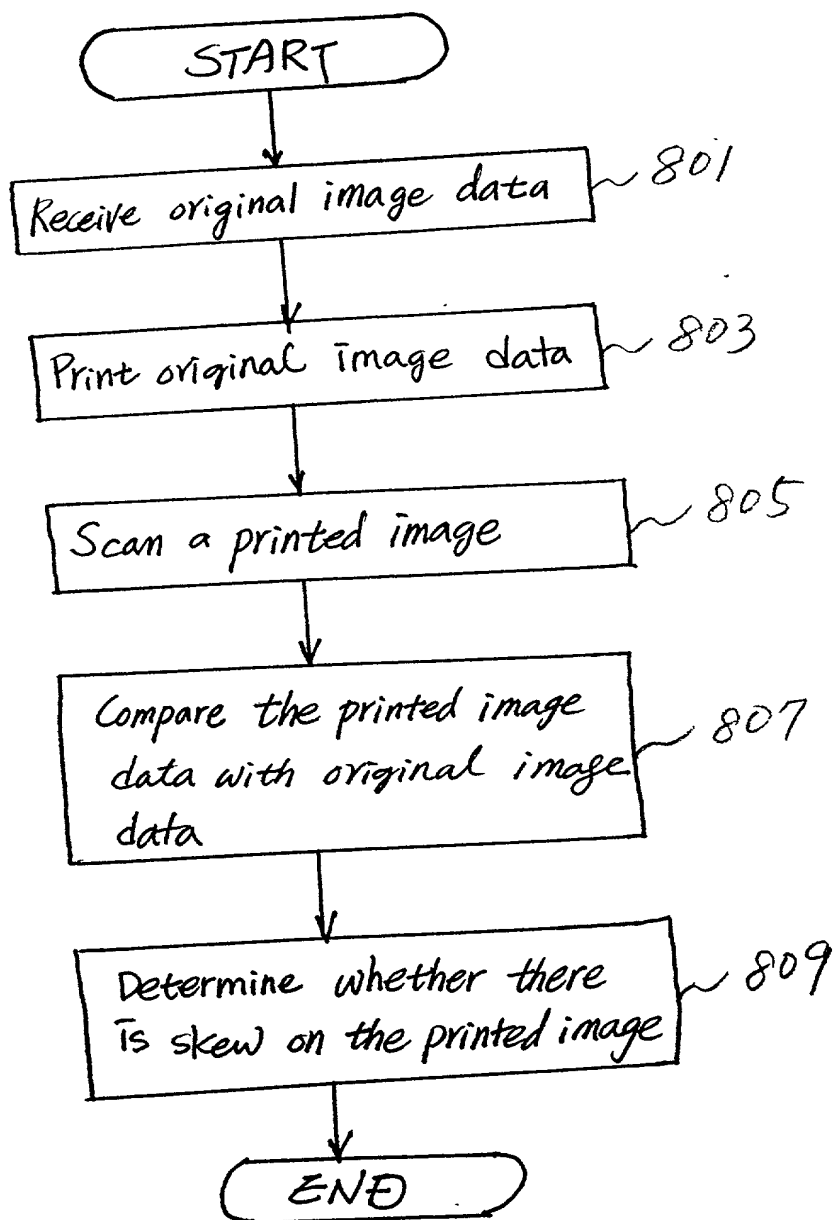 START
Receive original image data
801
Print original image data
803
Scan a printed image
805
Compare the printed image
data with original image
data
807
Determine whether there
is skew on the printed image
809
END